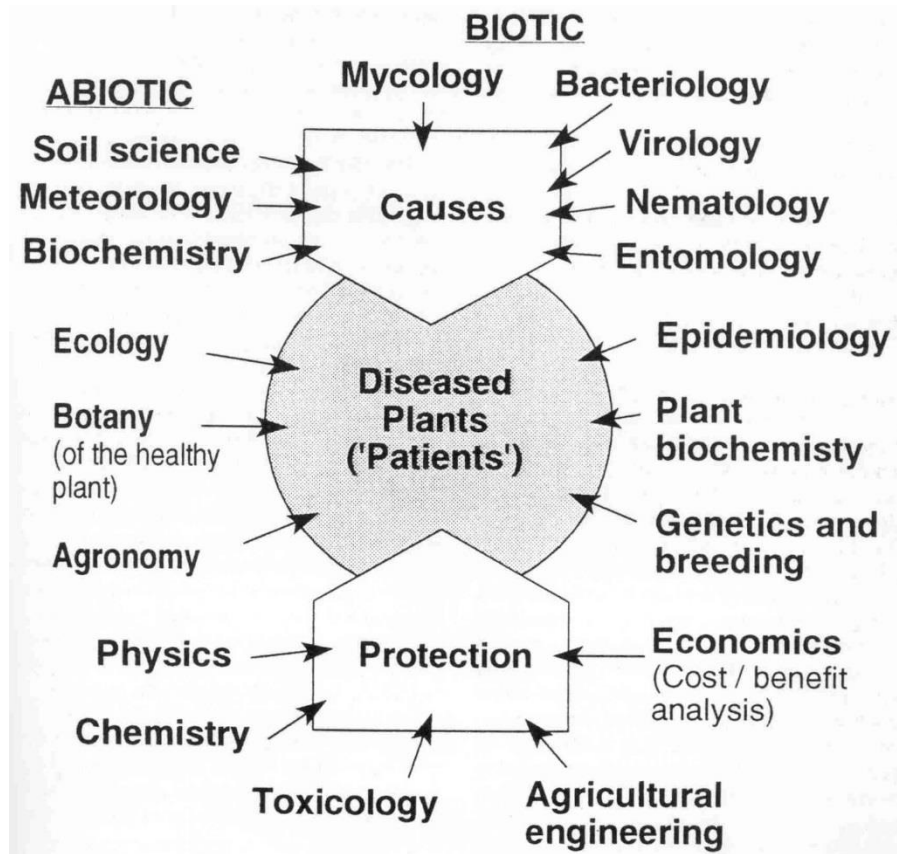 BIOTIC
Mycology
Bacteriology
ABIOTIC
Soil science
Virology
Meteorology
Causes
Nematology
Biochemistry
Entomology
Ecology
Epidemiology
Diseased
Plants
('Patients')
Botany
(of the healthy
plant)
Plant
biochemisty
Agronomy
Genetics and
breeding
Physics
Protection
Economics
(Cost / benefit
analysis)
Chemistry
Toxicology
Agricultural
engineering